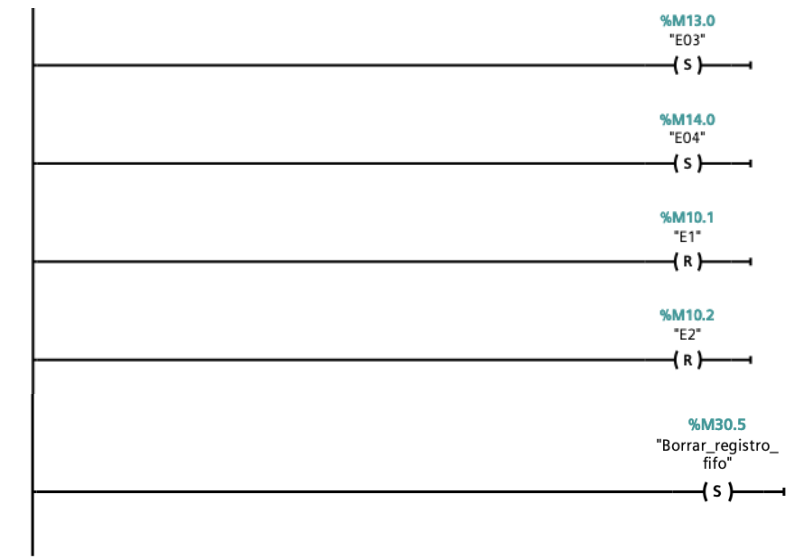 %M13.0
"E03"
( S )
%M14.0
"E04"
( S )
%M10.1
"E1"
( R )
%M10.2
"E2"
( R )
%M30.5
"Borrar_registro_
fifo"
( S )